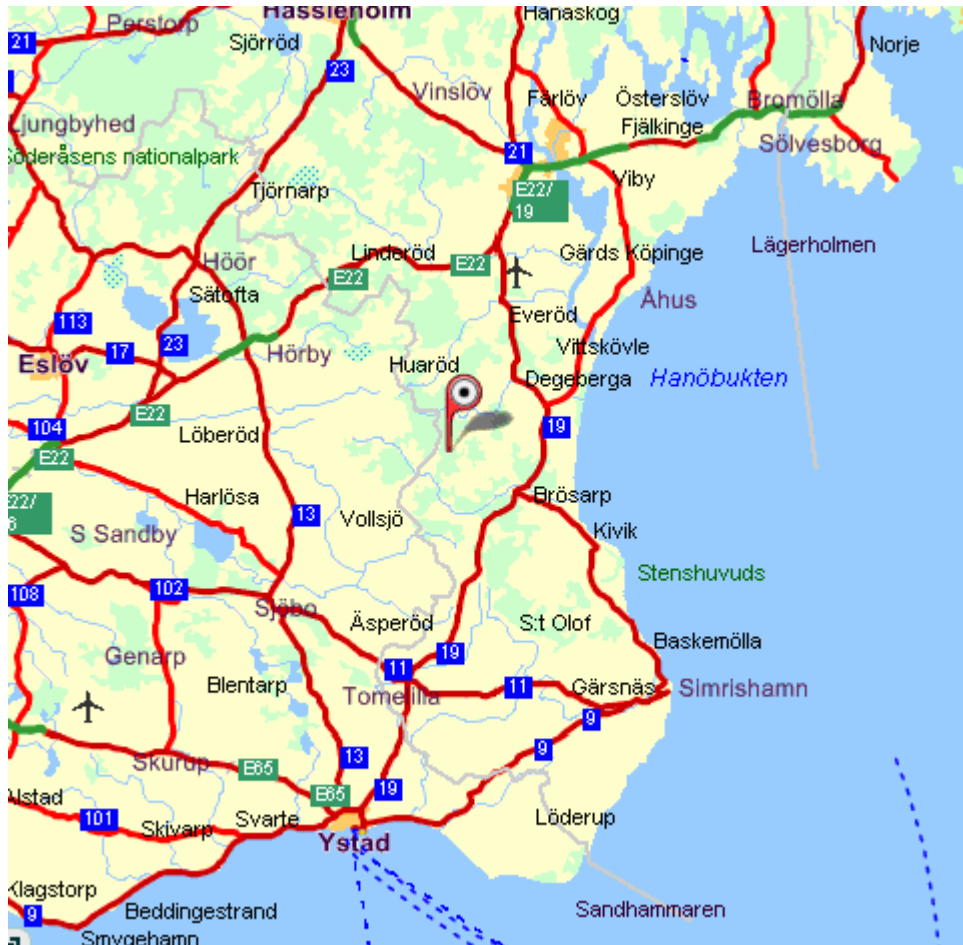 Hässleholm
Hanaskog
Perstorp
21
Sjörröd
Norje
23
Vinslöv
Färlöv
Österslöv
Bromölla
Ljungbyhed
Fjälkinge
Sölvesborg
Söderåsens nationalpark
21
Tjörnarp
Viby
E22/
19
Lägerholmen
Linderöd
Gärds Köpinge
Höör
E22
E22
Sätofta
Åhus
Everöd
113
17
23
Hörby
Vittskövle
Eslöv
Huaröd
Degeberga
Hanöbukten
E22
104
Löberöd
19
E22
Harlösa
Brösarp
22/
6
13
Vollsjö
Kivik
S Sandby
Stenshuvuds
108
102
Sjöbo
Äsperöd
S:t Olof
Baskemölla
Genarp
19
11
Blentarp
Tomelilla
11
Gärsnäs
Simrishamn
9
9
13
Skurup
E65
19
E65
Alstad
101
Skivarp
Svarte
Löderup
Ystad
Klagstorp
9
Beddingestrand
Sandhammaren
Smygehamn